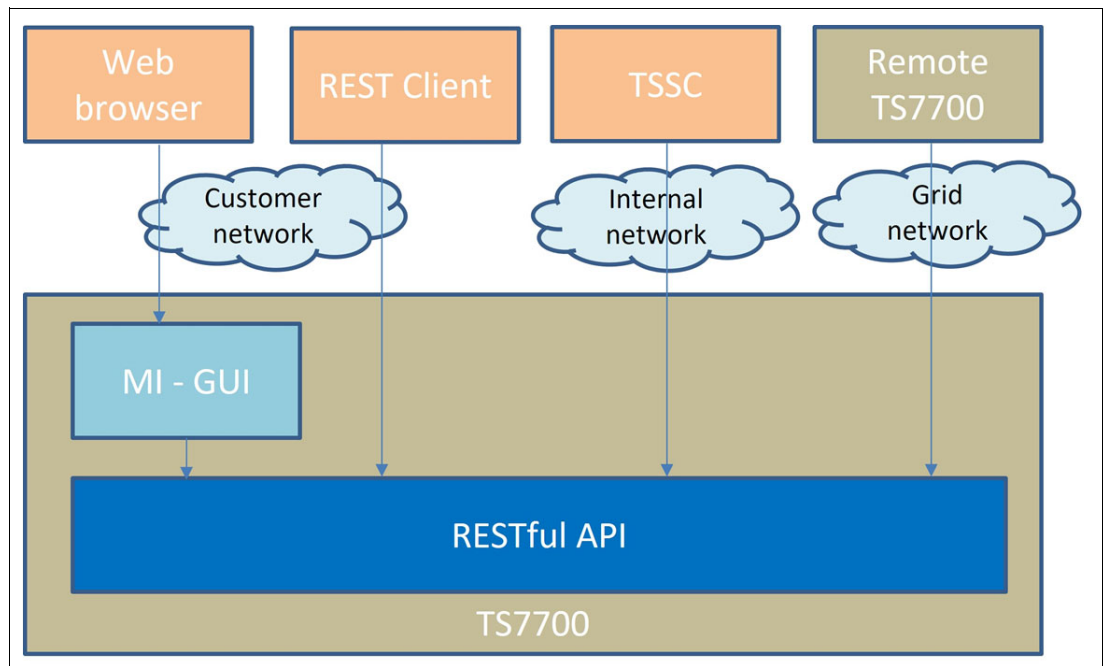 Web
browser
REST Client
TSSC
Remote
TS7700
Customer
network
Internal
network
Grid
network
MI - GUI
RESTful API
TS7700